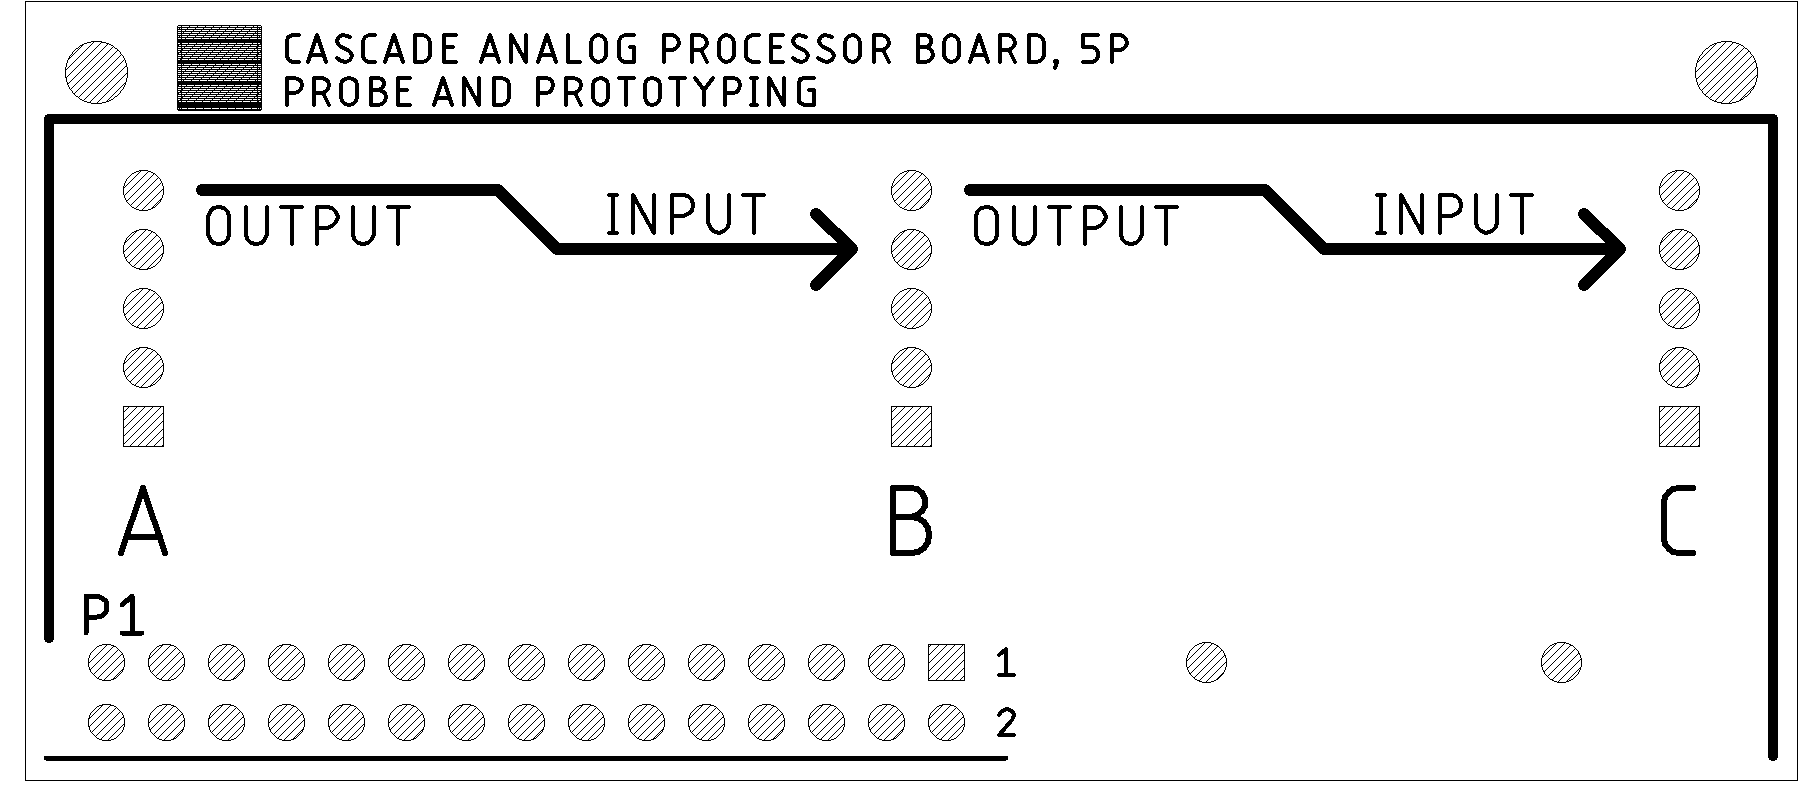 CASCADE ANALOG PROCESSOR BOARD, 5P
PROBE AND PROTOTYPING
OUTPUT
INPUT
OUTPUT
INPUT
A
B
C
P1
1
2